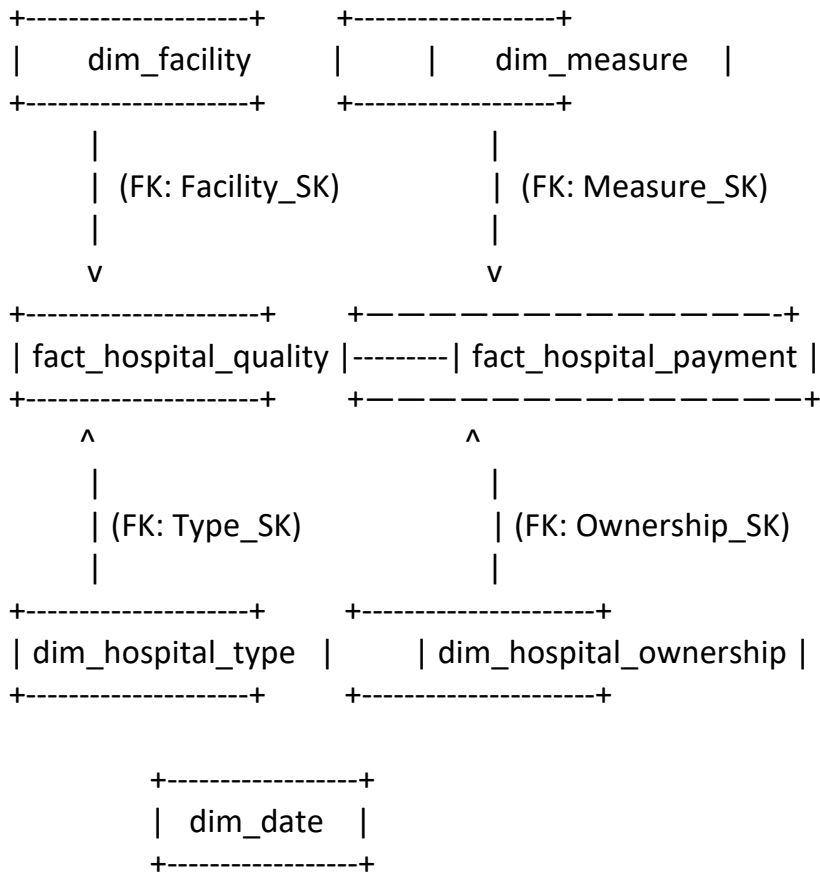 +---------------------+ +-------------------+
| dim_facility | | dim_measure |
+---------------------+ +-------------------+
| |
| (FK: Facility_SK) | (FK: Measure_SK)
| |
v v
+----------------------+ +——————————————-+
| fact_hospital_quality |---------| fact_hospital_payment |
+----------------------+ +——————————————+
^ ^
| |
| (FK: Type_SK) | (FK: Ownership_SK)
| |
+---------------------+ +----------------------+
| dim_hospital_type | | dim_hospital_ownership |
+---------------------+ +----------------------+
+------------------+
| dim_date |
+------------------+